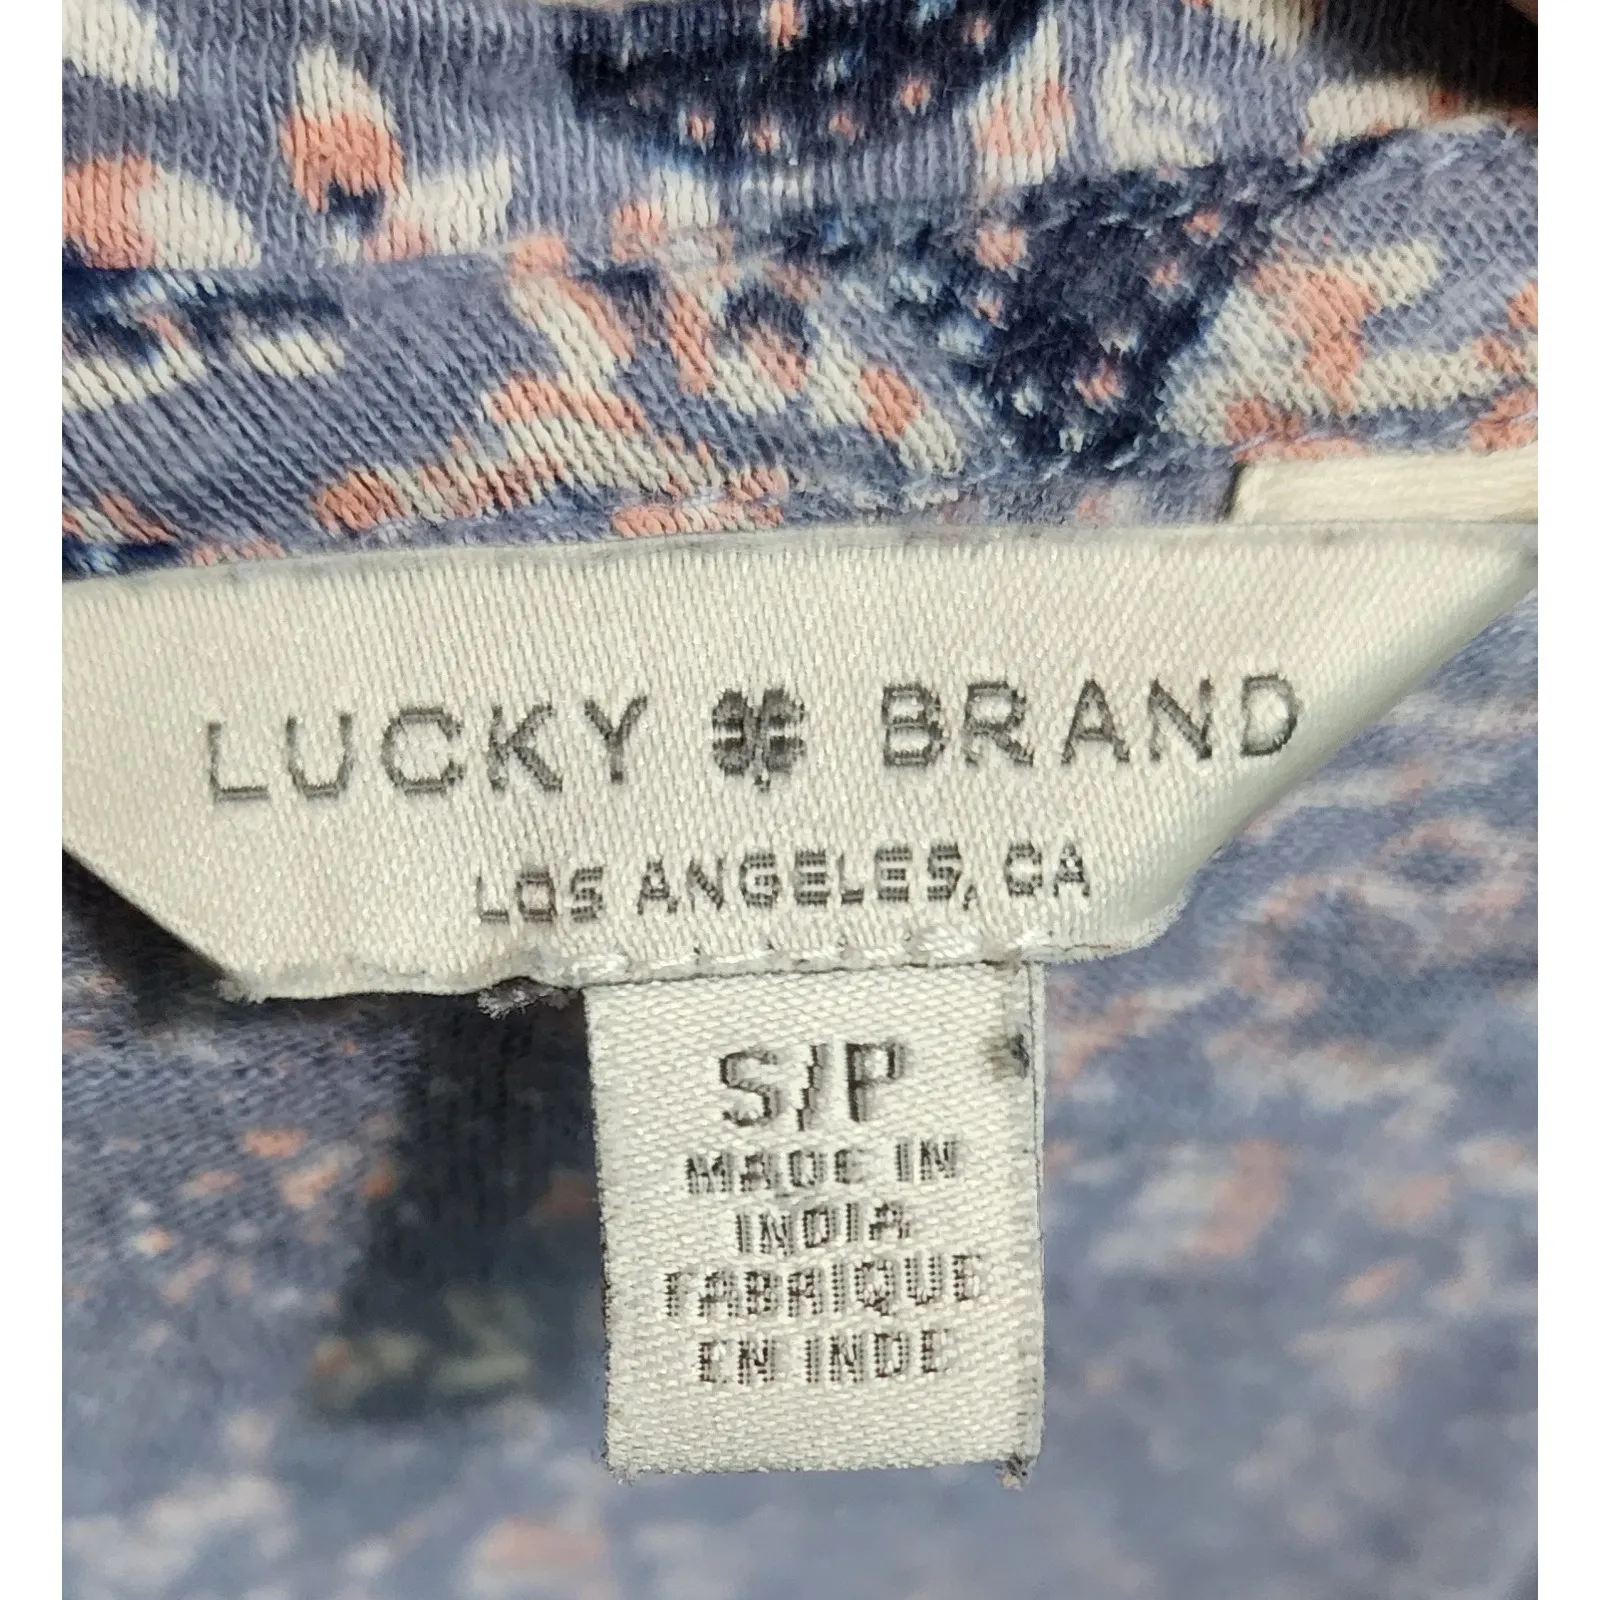 LUCKY BRAND
LOS ANGELES, CA
S/P
MADE IN
INDIA
FABRIQUE
EN INDE